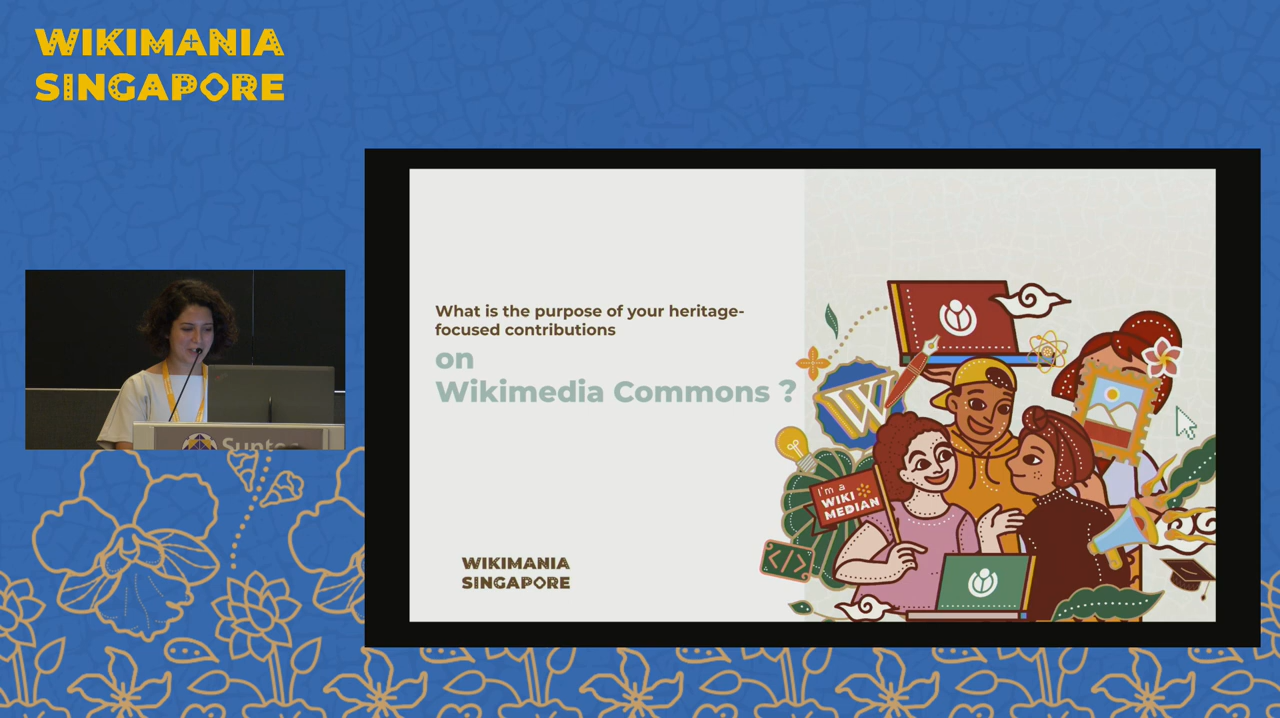 WIKIMANIA
SINGAPORE
What is the purpose of your heritage-
focused contributions
on
Wikimedia Commons ?
W
I'm a
WIKI
MEDIAN
</>
WIKIMANIA
SINGAPORE